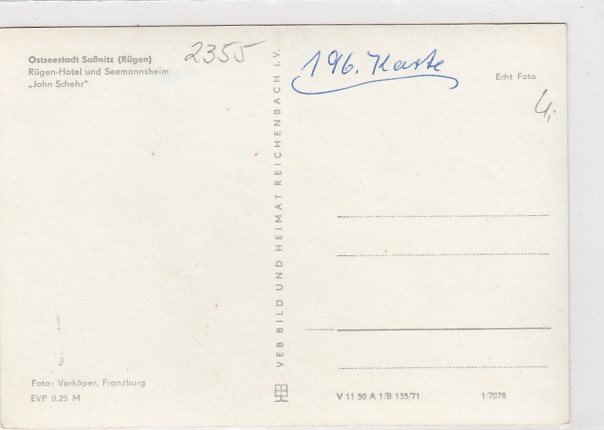 Ostseestadt Saßnitz (Rügen)
Rügen-Hotel und Seemannsheim
„John Schehr"
2355
196. Karte
Echt Foto
4,-
VEB BILD UND HEIMAT REICHENBACH i. V.
Foto: Verköper, Franzburg
EVP 0,25 M
V 11 50 A 1/B 135/71
1/7078